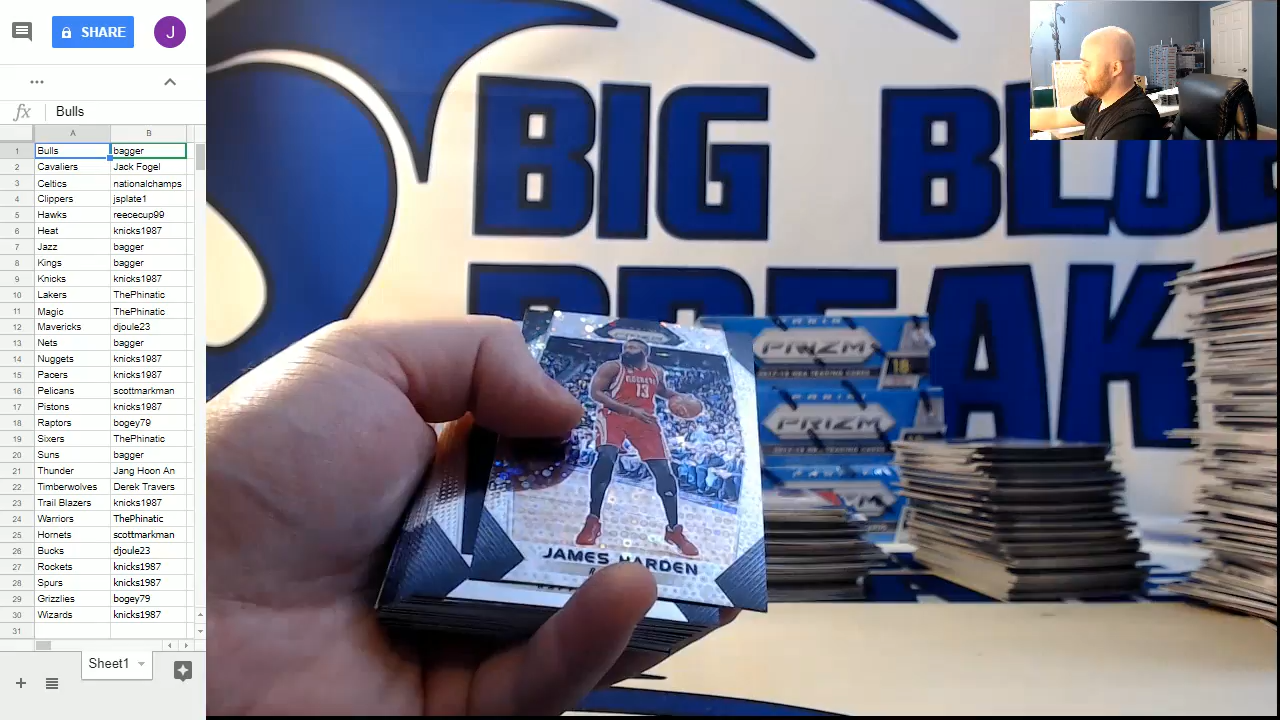 SHARE
J
...
fx Bulls
A B
1 Bulls bagger
2 Cavaliers Jack Fogel
3 Celtics nationalchamps
4 Clippers jsplate1
5 Hawks reececup99
6 Heat knicks1987
7 Jazz bagger
8 Kings bagger
9 Knicks knicks1987
10 Lakers ThePhinatic
11 Magic ThePhinatic
12 Mavericks djoule23
13 Nets bagger
14 Nuggets knicks1987
15 Pacers knicks1987
16 Pelicans scottmarkman
17 Pistons knicks1987
18 Raptors bogey79
19 Sixers ThePhinatic
20 Suns bagger
21 Thunder Jang Hoon An
22 Timberwolves
23 Trail Blazers knicks1987
24 Warriors ThePhinatic
25 Hornets scottmarkman
26 Bucks djoule23
27 Rockets knicks1987
28 Spurs knicks1987
29 Grizzlies bogey79
30 Wizards knicks1987
31
Sheet1
BIG BLU
BREAK
PRIZM
2017-18 NBA TRADING CARDS
PRIZM
ROCKETS
13
JAMES HARDEN